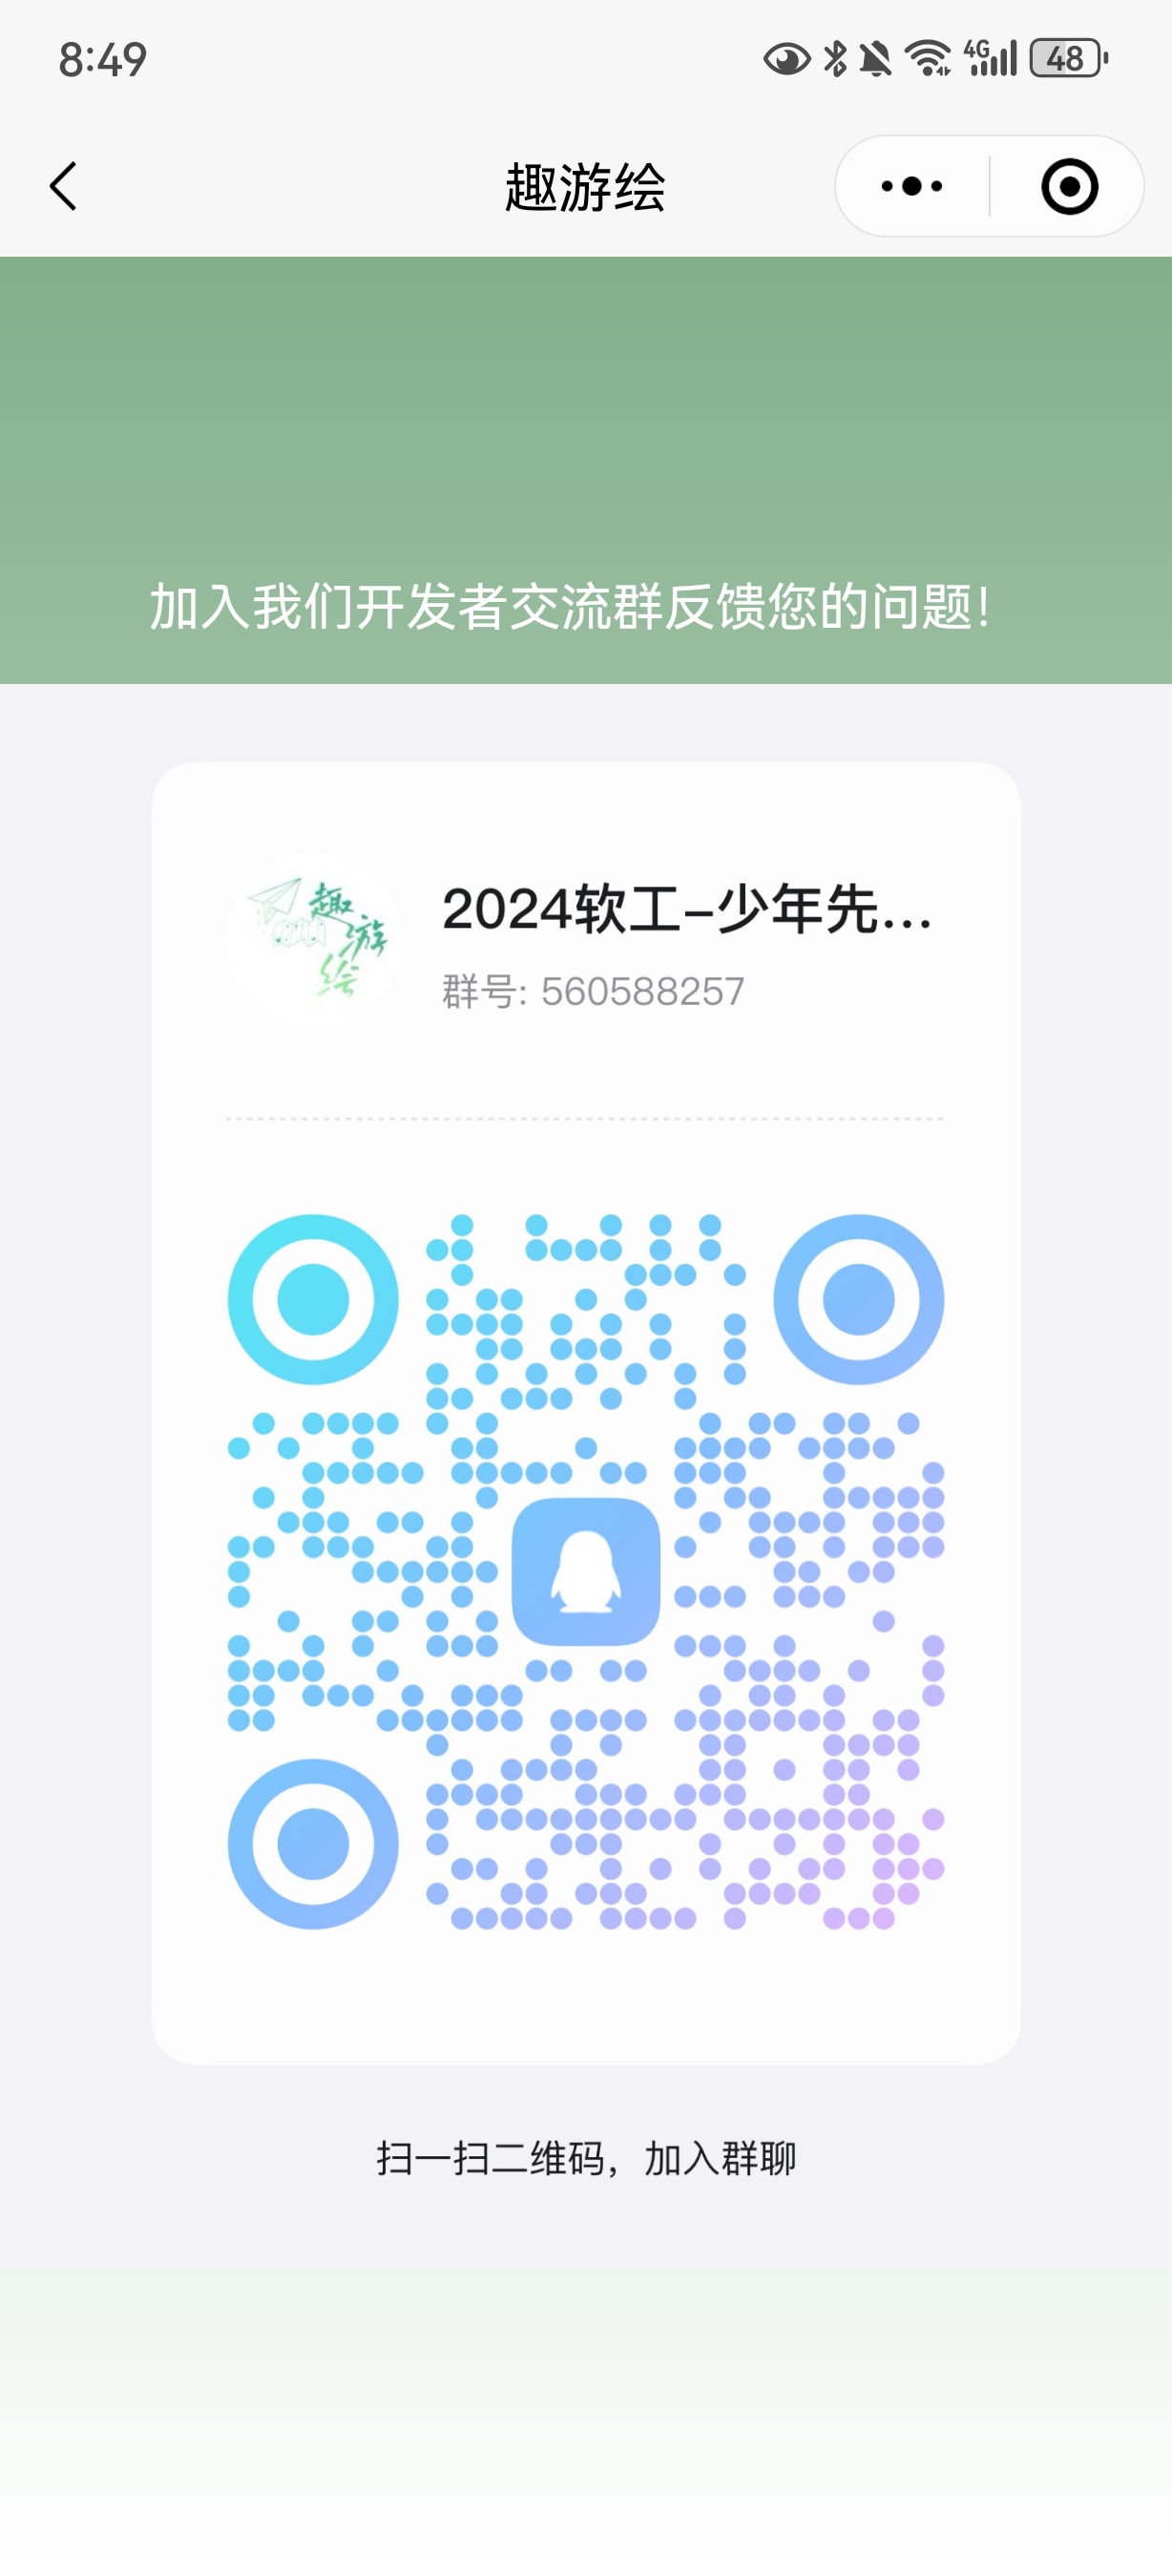 8:49
4G
48
趣游绘
加入我们开发者交流群反馈您的问题！
趣
游
绘
2024软工-少年先...
群号: 560588257
扫一扫二维码，加入群聊